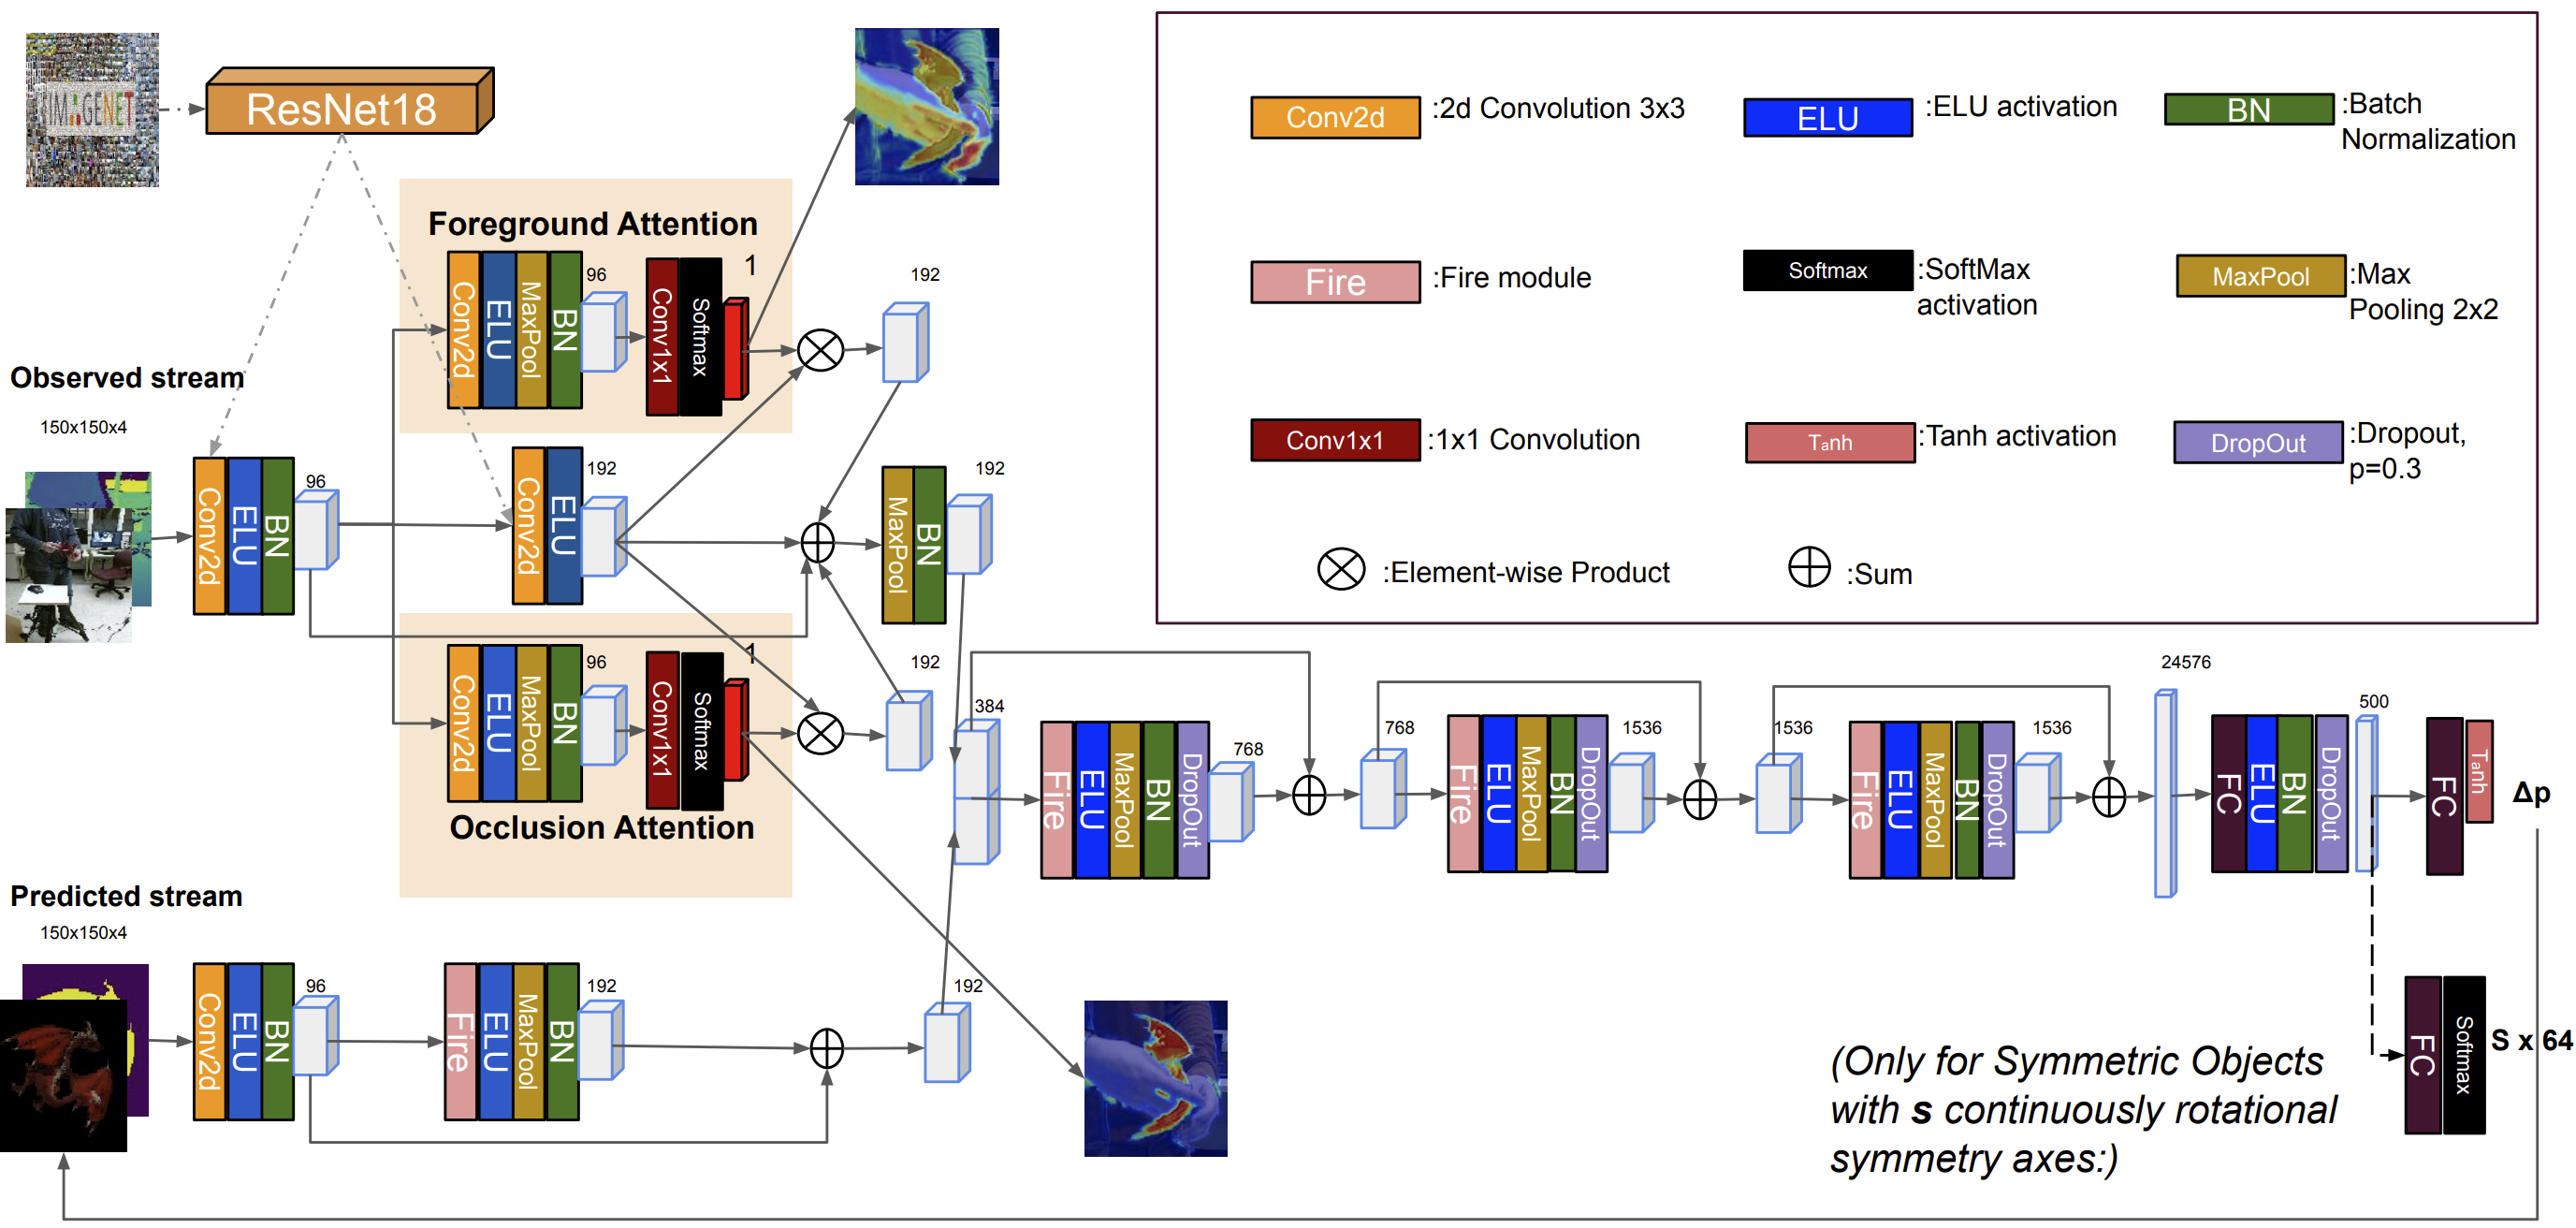 IMAGENET
ResNet18
Foreground Attention
Conv2d
ELU
MaxPool
BN
96
Conv1x1
Softmax
1
192
Observed stream
150x150x4
Conv2d
ELU
BN
96
Conv2d
ELU
192
MaxPool
BN
192
Conv2d
ELU
MaxPool
BN
96
Conv1x1
Softmax
1
192
Occlusion Attention
Predicted stream
150x150x4
Conv2d
ELU
BN
96
Fire
ELU
MaxPool
BN
192
192
384
Fire
ELU
MaxPool
BN
DropOut
768
768
Fire
ELU
MaxPool
BN
DropOut
1536
1536
Fire
ELU
MaxPool
BN
DropOut
1536
24576
FC
ELU
BN
DropOut
500
FC
Tanh
Δp
FC
Softmax
S x 64
(Only for Symmetric Objects
with s continuously rotational
symmetry axes:)
Conv2d
:2d Convolution 3x3
ELU
:ELU activation
BN
:Batch
Normalization
Fire
:Fire module
Softmax
:SoftMax
activation
MaxPool
:Max
Pooling 2x2
Conv1x1
:1x1 Convolution
Tanh
:Tanh activation
DropOut
:Dropout,
p=0.3
:Element-wise Product
:Sum